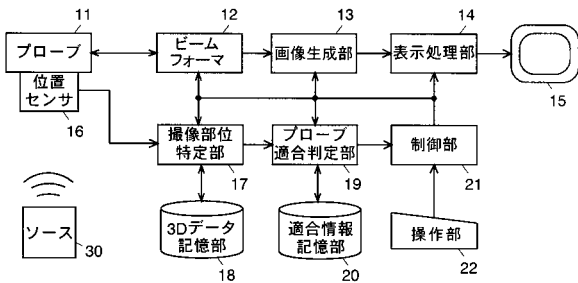 11
12
13
14
プローブ
ビーム
フォーマ
画像生成部
表示処理部
15
位置
センサ
16
撮像部位
特定部
17
プローブ
適合判定部
19
制御部
21
ソース
30
3Dデータ
記憶部
18
適合情報
記憶部
20
操作部
22